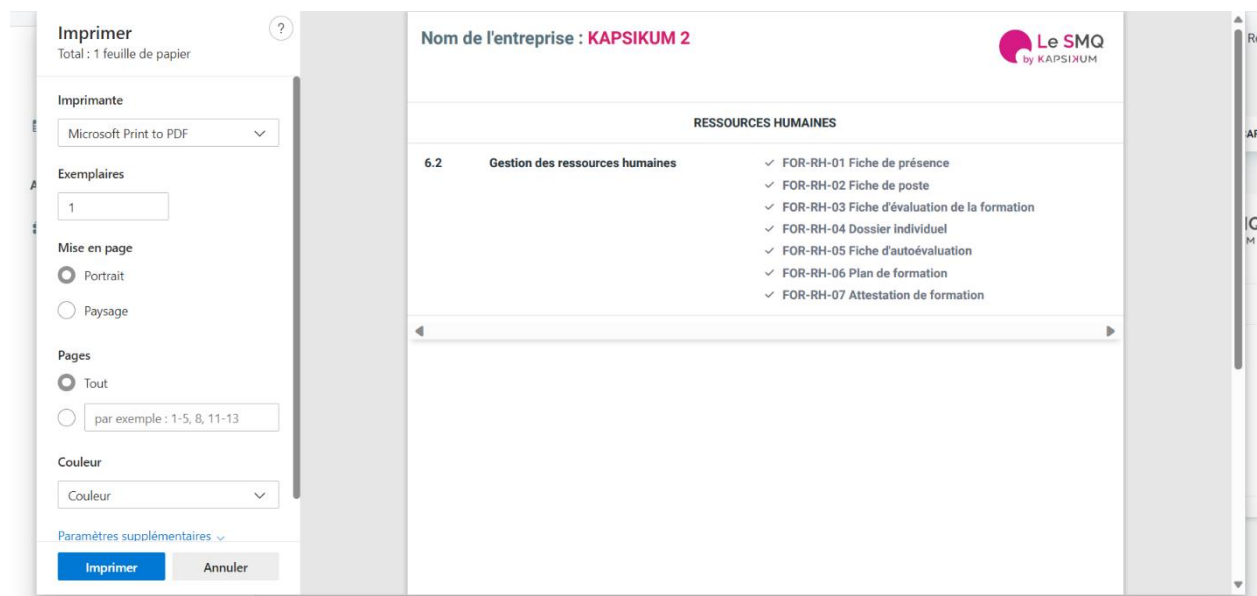 Imprimer
?
Total : 1 feuille de papier
Imprimante
Microsoft Print to PDF
Exemplaires
1
Mise en page
Portrait
Paysage
Pages
Tout
par exemple : 1-5, 8, 11-13
Couleur
Couleur
Paramètres supplémentaires
Imprimer Annuler
Nom de l'entreprise : KAPSIKUM 2
Le SMQ
by KAPSIKUM
RESSOURCES HUMAINES
6.2 Gestion des ressources humaines
FOR-RH-01 Fiche de présence
FOR-RH-02 Fiche de poste
FOR-RH-03 Fiche d'évaluation de la formation
FOR-RH-04 Dossier individuel
FOR-RH-05 Fiche d'autoévaluation
FOR-RH-06 Plan de formation
FOR-RH-07 Attestation de formation